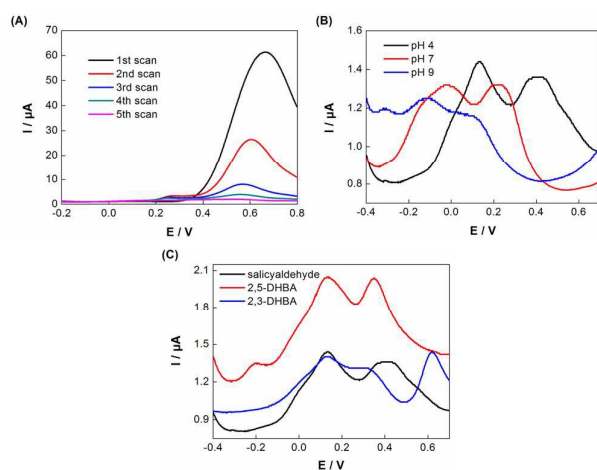 (A)
70
60
50
40
30
20
10
0
I / µA
1st scan
2nd scan
3rd scan
4th scan
5th scan
-0.2 0.0 0.2 0.4 0.6 0.8
E / V
(B)
1.6
1.4
1.2
1.0
0.8
I / µA
pH 4
pH 7
pH 9
-0.4 -0.2 0.0 0.2 0.4 0.6
E / V
(C)
2.1
1.8
1.5
1.2
0.9
I / µA
salicyaldehyde
2,5-DHBA
2,3-DHBA
-0.4 -0.2 0.0 0.2 0.4 0.6
E / V